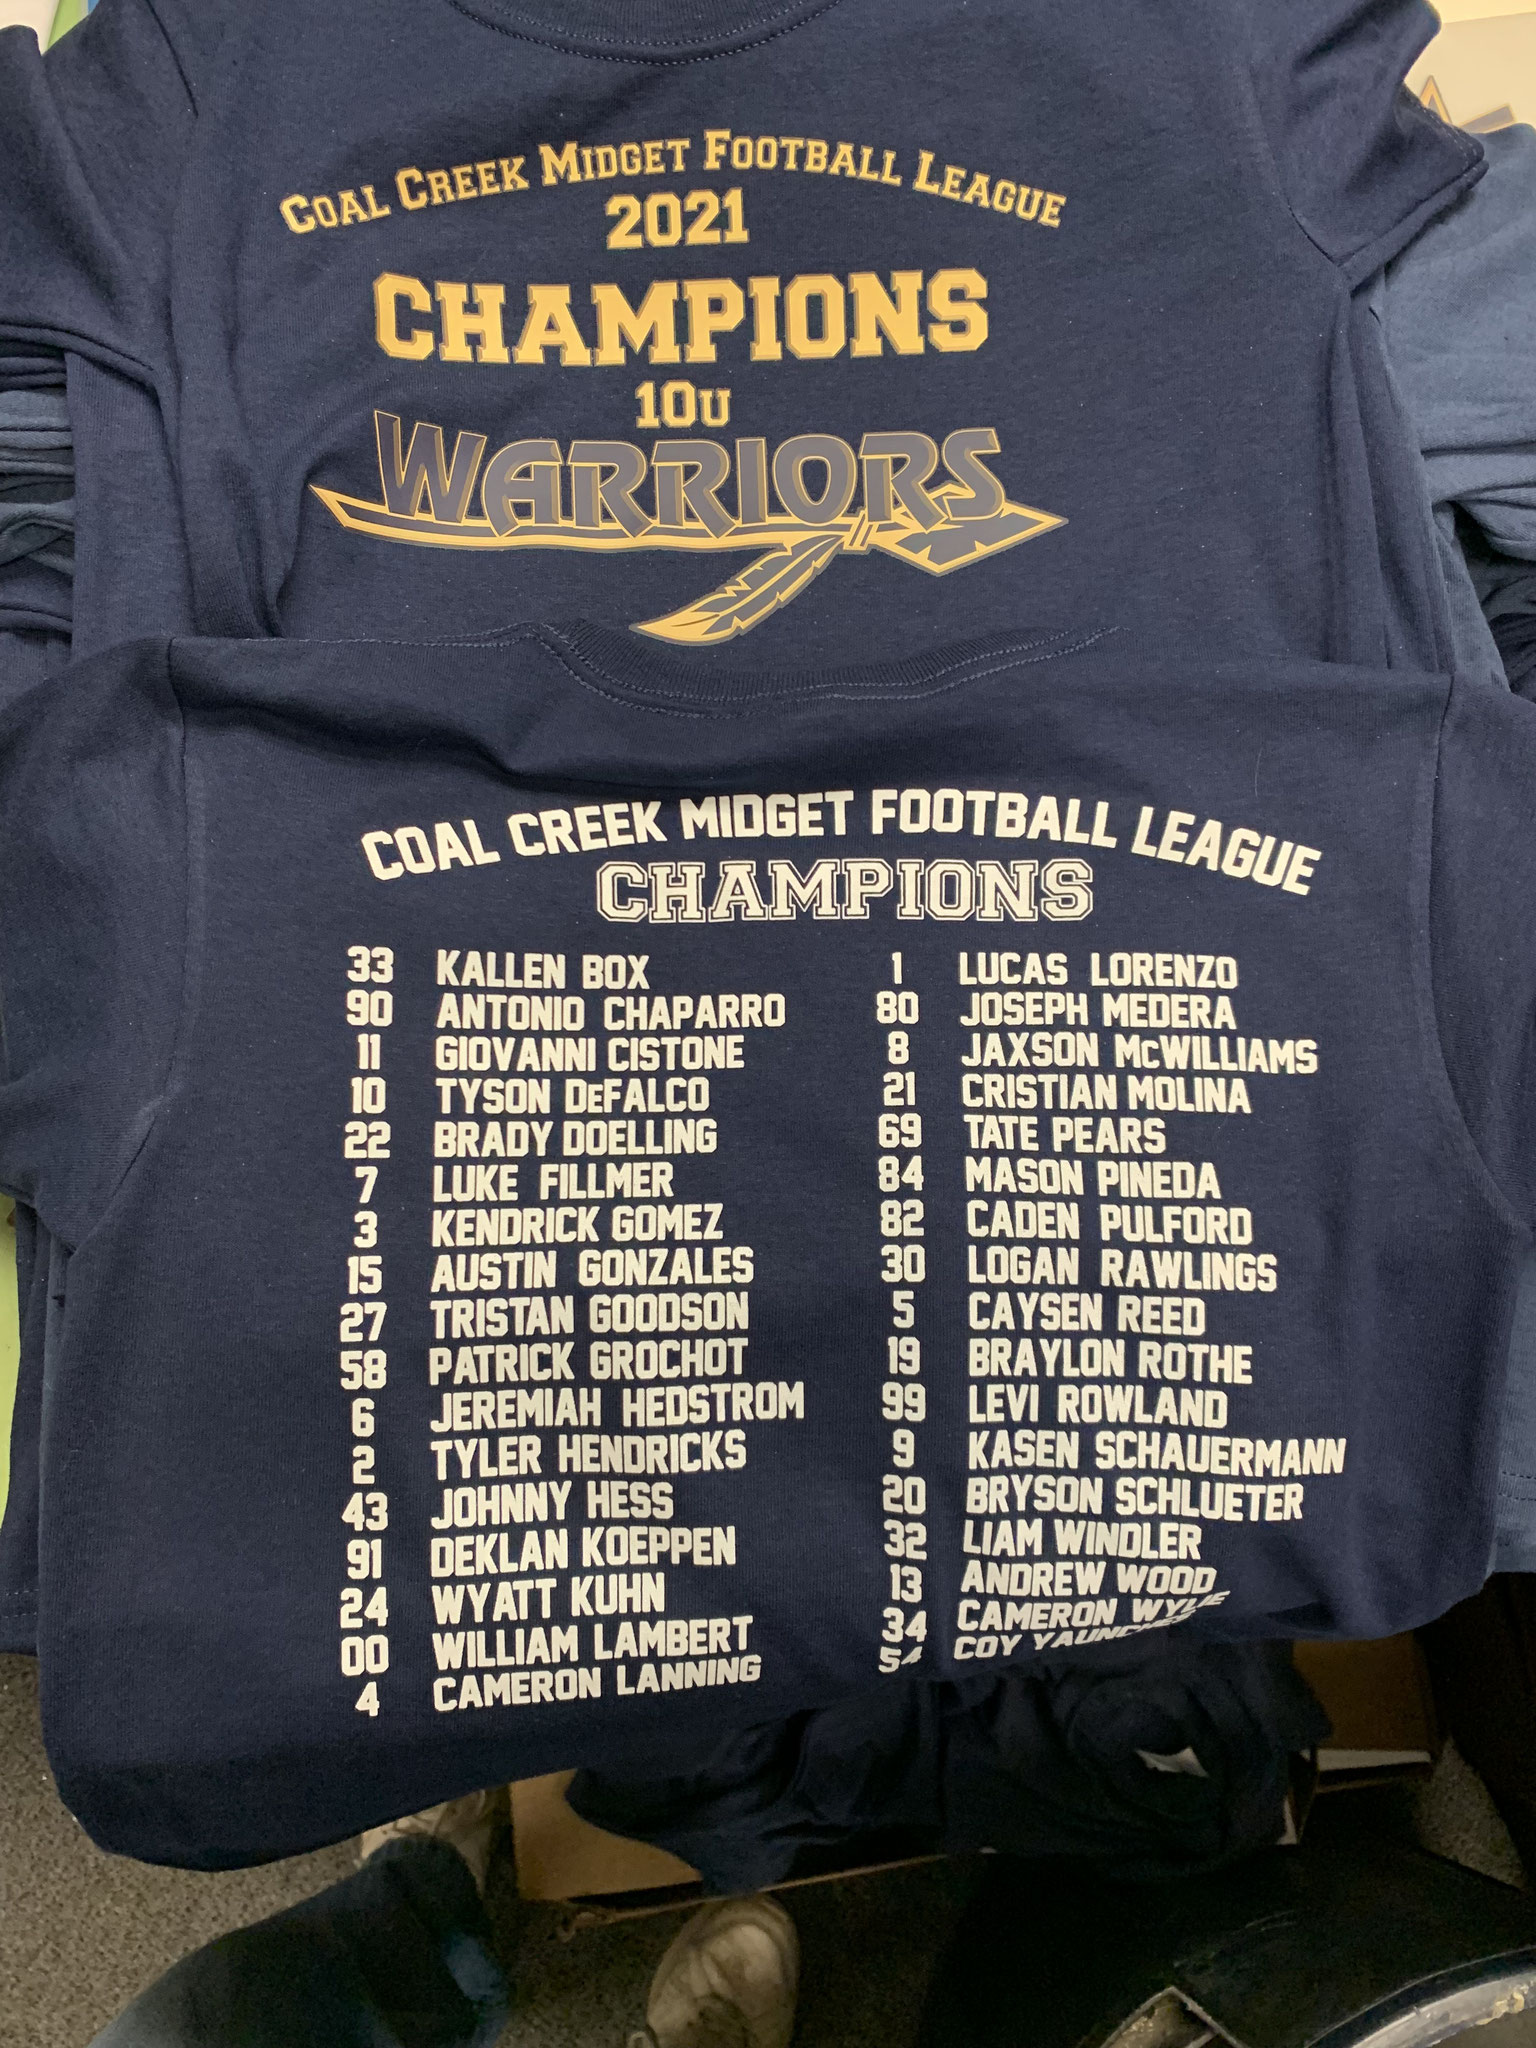 COAL CREEK MIDGET FOOTBALL LEAGUE
2021
CHAMPIONS
10U
WARRIORS
W
COAL CREEK MIDGET FOOTBALL LEAGUE
CHAMPIONS
33 KALLEN BOX
90 ANTONIO CHAPARRO
11 GIOVANNI CISTONE
10 TYSON DEFALCO
22 BRADY DOELLING
7 LUKE FILLMER
3 KENDRICK GOMEZ
15 AUSTIN GONZALES
27 TRISTAN GOODSON
58 PATRICK GROCHOT
6 JEREMIAH HEDSTROM
2 TYLER HENDRICKS
43 JOHNNY HESS
91 DEKLAN KOEPPEN
24 WYATT KUHN
00 WILLIAM LAMBERT
4 CAMERON LANNING
1 LUCAS LORENZO
80 JOSEPH MEDERA
8 JAXSON McWILLIAMS
21 CRISTIAN MOLINA
69 TATE PEARS
84 MASON PINEDA
82 CADEN PULFORD
30 LOGAN RAWLINGS
5 CAYSEN REED
19 BRAYLON ROTHE
99 LEVI ROWLAND
9 KASEN SCHAUERMANN
20 BRYSON SCHLUETER
32 LIAM WINDLER
13 ANDREW WOOD
34 CAMERON WYLIE
54 COY